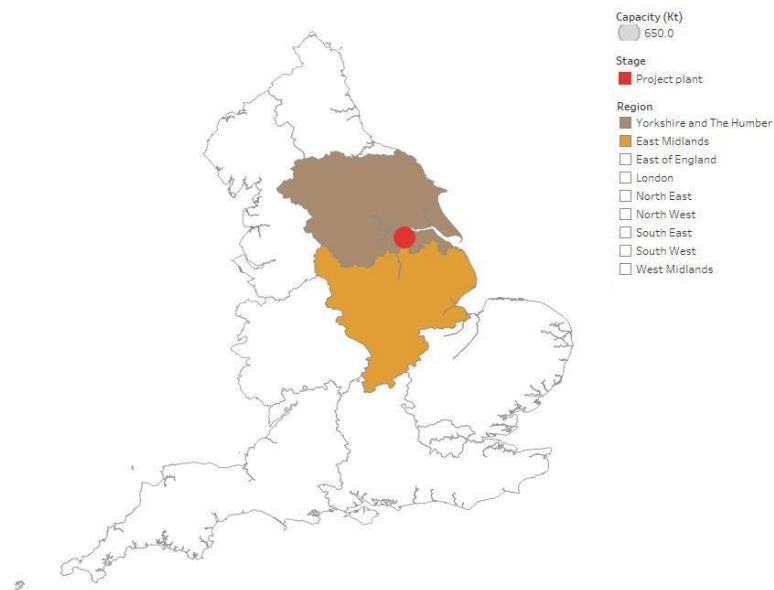 Capacity (Kt)
650.0
Stage
Project plant
Region
Yorkshire and The Humber
East Midlands
East of England
London
North East
North West
South East
South West
West Midlands